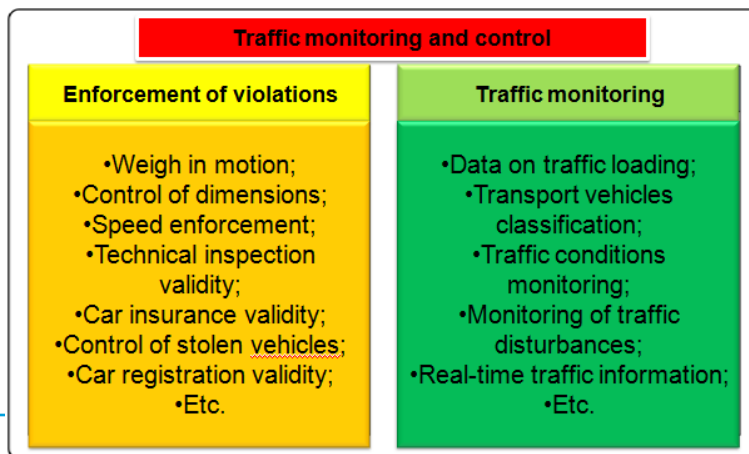 Traffic monitoring and control
Enforcement of violations
•Weigh in motion;
•Control of dimensions;
•Speed enforcement;
•Technical inspection
validity;
•Car insurance validity;
•Control of stolen vehicles;
•Car registration validity;
•Etc.
Traffic monitoring
•Data on traffic loading;
•Transport vehicles
classification;
•Traffic conditions
monitoring;
•Monitoring of traffic
disturbances;
•Real-time traffic information;
•Etc.